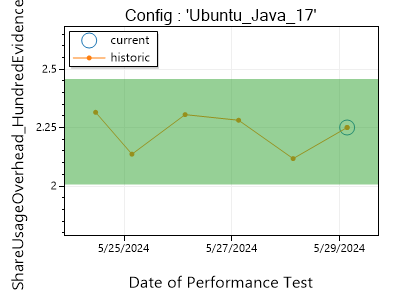 Config : 'Ubuntu_Java_17'
current
historic
ShareUsageOverhead_HundredEvidence
2.5
2.25
2
5/25/2024
5/27/2024
5/29/2024
Date of Performance Test